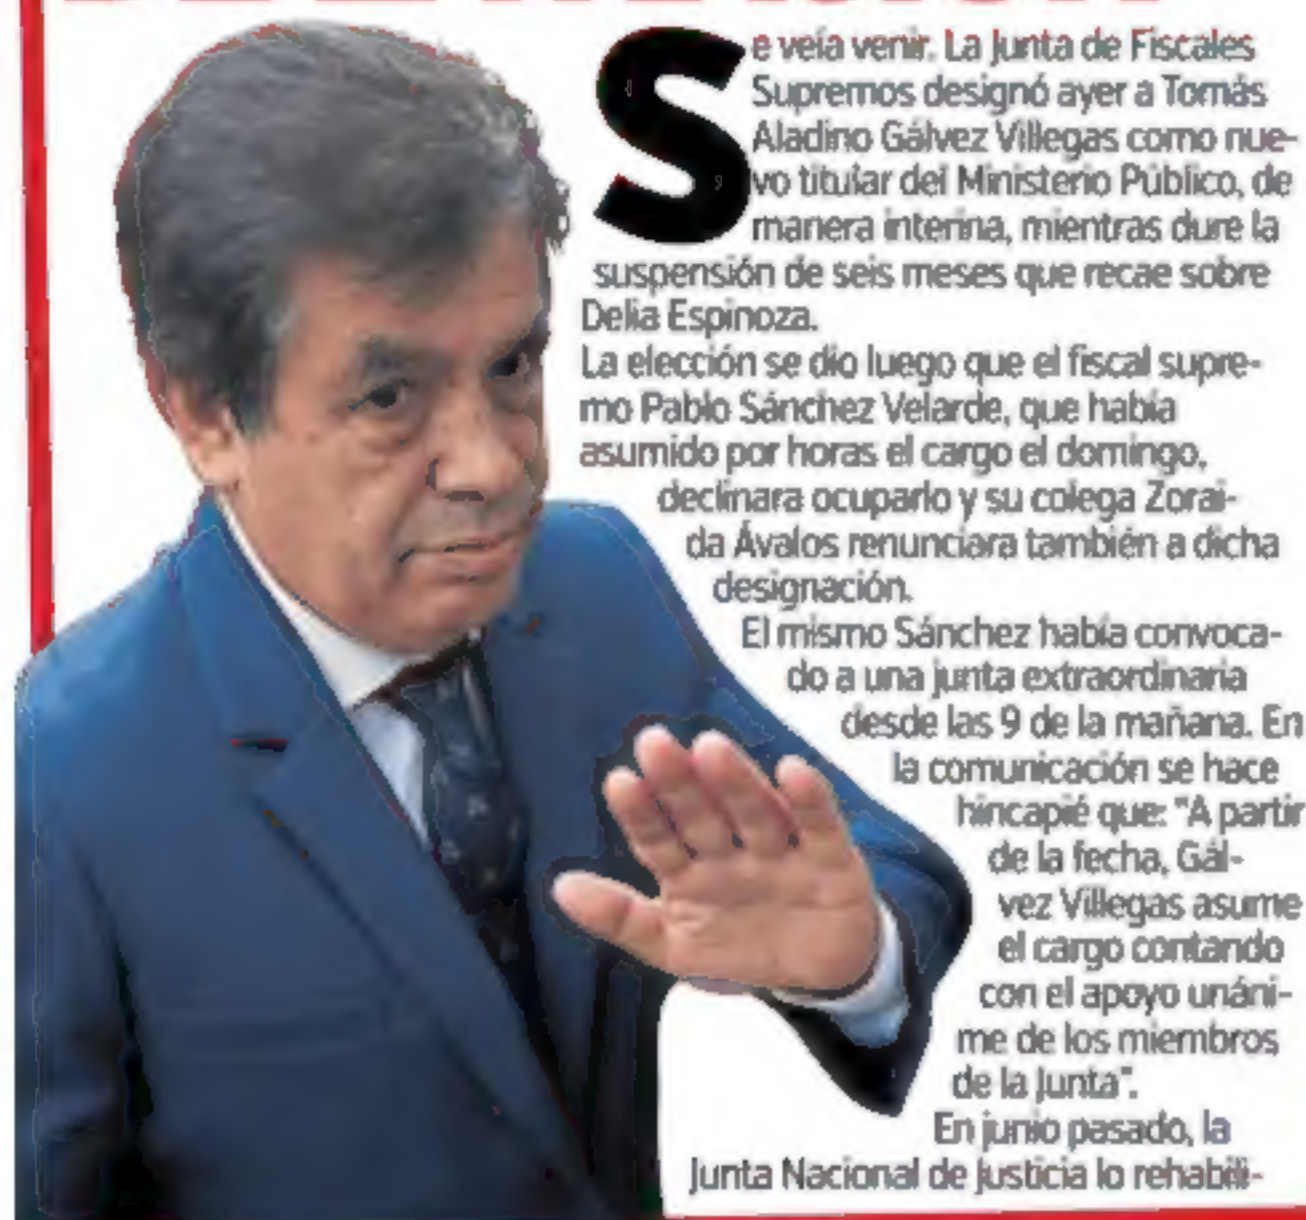 Se veía venir. La Junta de Fiscales
Supremos designó ayer a Tomás
Aladino Gálvez Villegas como nue-
vo titular del Ministerio Público, de
manera interina, mientras dure la
suspensión de seis meses que recae sobre
Delia Espinoza.
La elección se dio luego que el fiscal supre-
mo Pablo Sánchez Velarde, que había
asumido por horas el cargo el domingo,
declinara ocuparlo y su colega Zorai-
da Ávalos renunciara también a dicha
designación.
El mismo Sánchez había convoca-
do a una junta extraordinaria
desde las 9 de la mañana. En
la comunicación se hace
hincapié que: "A partir
de la fecha, Gál-
vez Villegas asume
el cargo contando
con el apoyo unáni-
me de los miembros
de la Junta".
En junio pasado, la
Junta Nacional de Justicia lo rehabili-